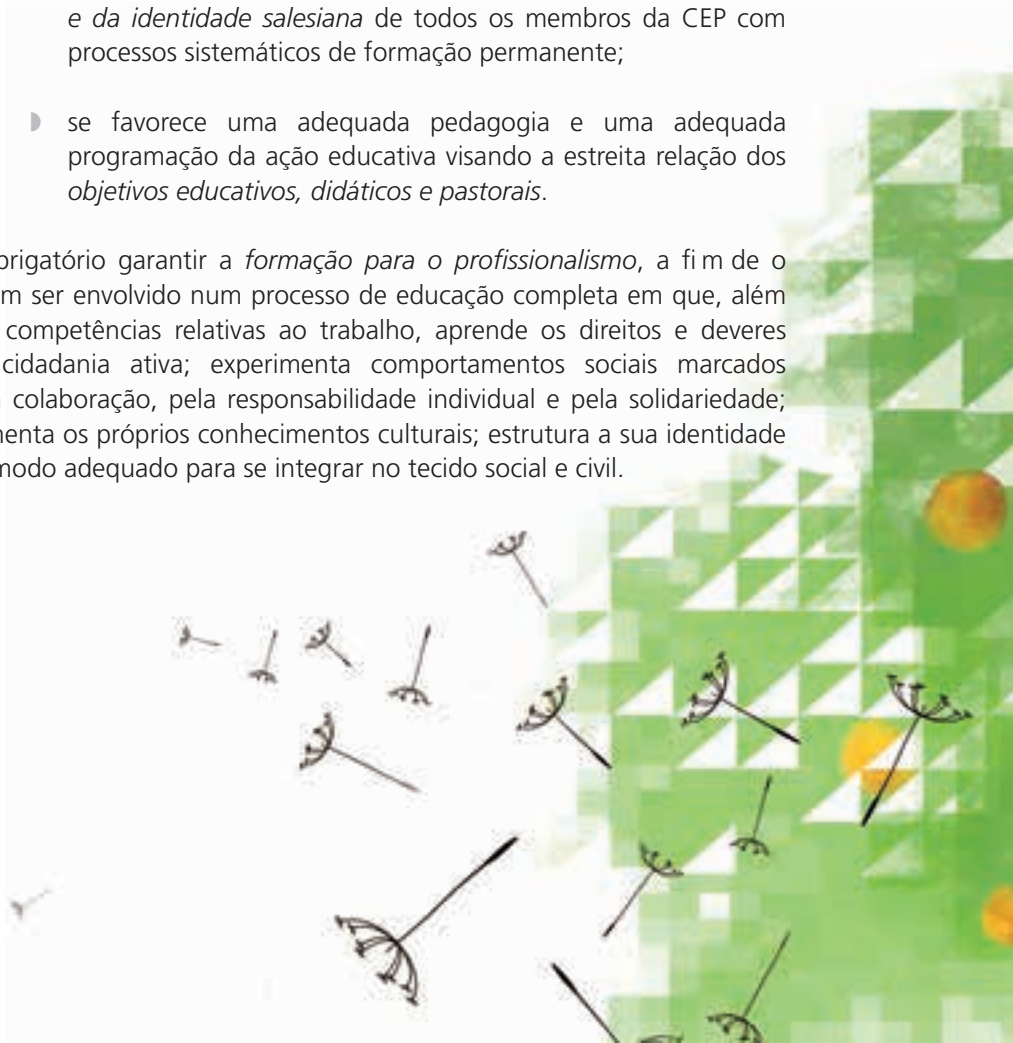 e da identidade salesiana de todos os membros da CEP com
processos sistemáticos de formação permanente;
se favorece uma adequada pedagogia e uma adequada
programação da ação educativa visando a estreita relação dos
objetivos educativos, didáticos e pastorais.
garantir a formação para o profissionalismo, a fim de o
ser envolvido num processo de educação completa em que, além
competências relativas ao trabalho, aprende os direitos e deveres
cidadania ativa; experimenta comportamentos sociais marcados
colaboração, pela responsabilidade individual e pela solidariedade;
os próprios conhecimentos culturais; estrutura a sua identidade
modo adequado para se integrar no tecido social e civil.